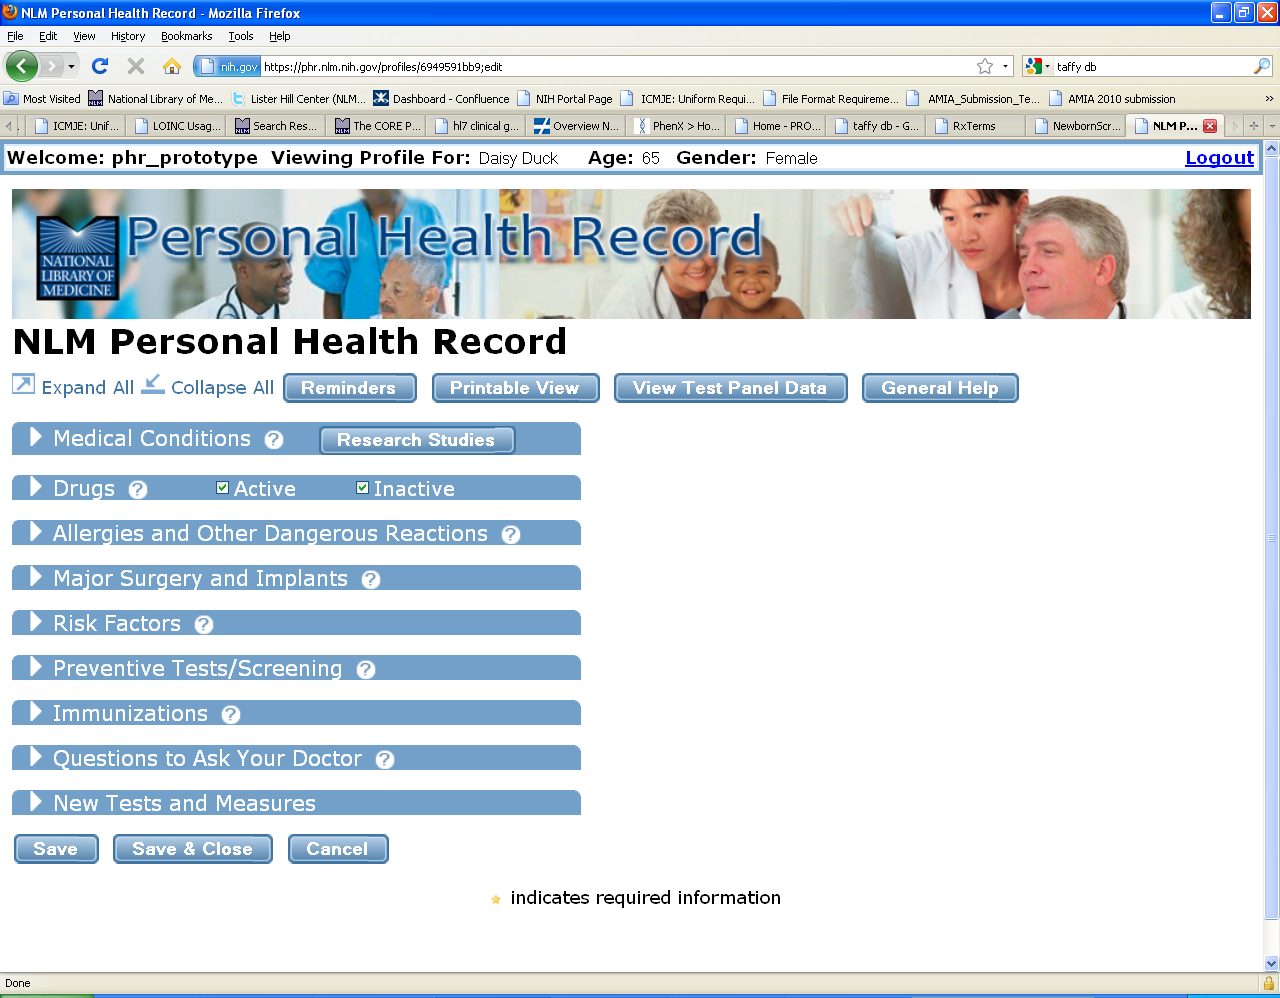 NLM Personal Health Record - Mozilla Firefox
File Edit View History Bookmarks Tools Help
nih.gov https://phr.nlm.nih.gov/profiles/6949591bb9;edit taffy db
Most Visited National Library of Me... Lister Hill Center (NLM... Dashboard - Confluence NIH Portal Page ICMJE: Uniform Requi... File Format Requireme... AMIA_Submission_Te... AMIA 2010 submission »
ICMJE: Unif... LOINC Usag... Search Res... The CORE P... hl7 clinical g... Overview N... PhenX > Ho... Home - PRO... taffy db - G... RxTerms NewbornScr... NLM P...
Welcome: phr_prototype Viewing Profile For: Daisy Duck Age: 65 Gender: Female Logout
Personal Health Record
NATIONAL
LIBRARY OF
MEDICINE
NLM Personal Health Record
Expand All Collapse All Reminders Printable View View Test Panel Data General Help
Medical Conditions ? Research Studies
Drugs ? Active Inactive
Allergies and Other Dangerous Reactions ?
Major Surgery and Implants ?
Risk Factors ?
Preventive Tests/Screening ?
Immunizations ?
Questions to Ask Your Doctor ?
New Tests and Measures
Save Save & Close Cancel
indicates required information
Done